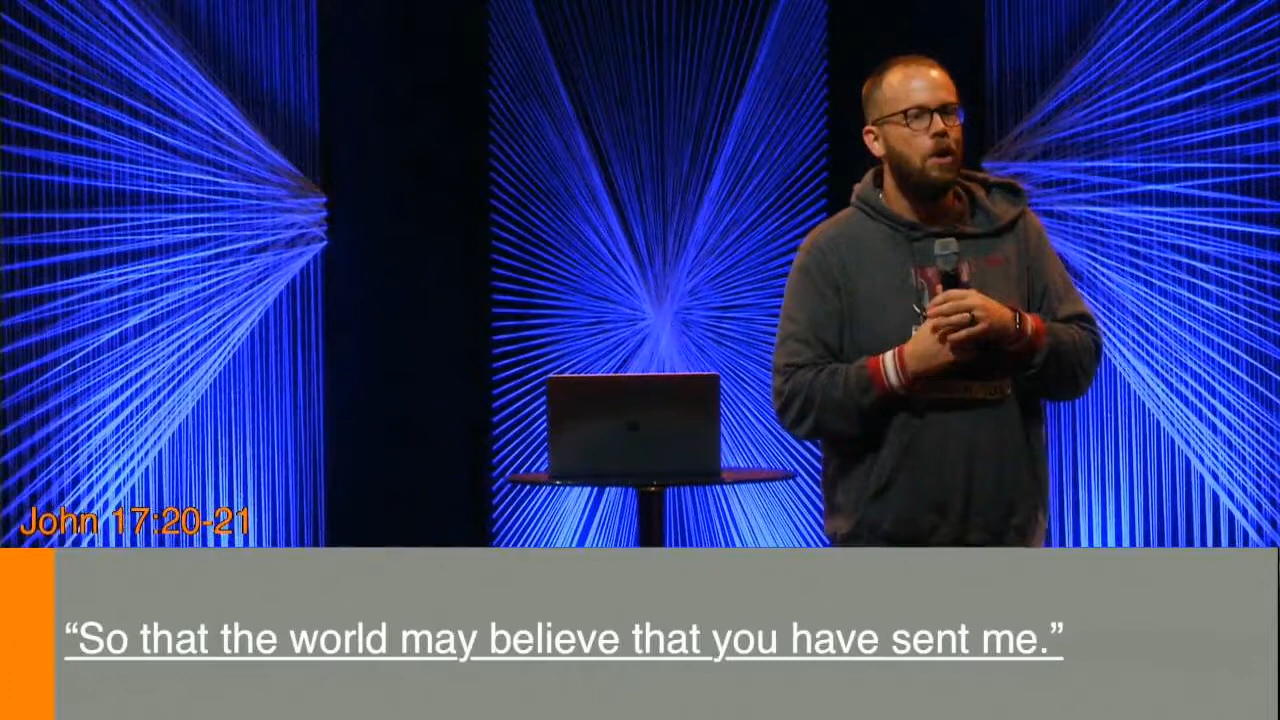 John 17:20-21
“So that the world may believe that you have sent me.”